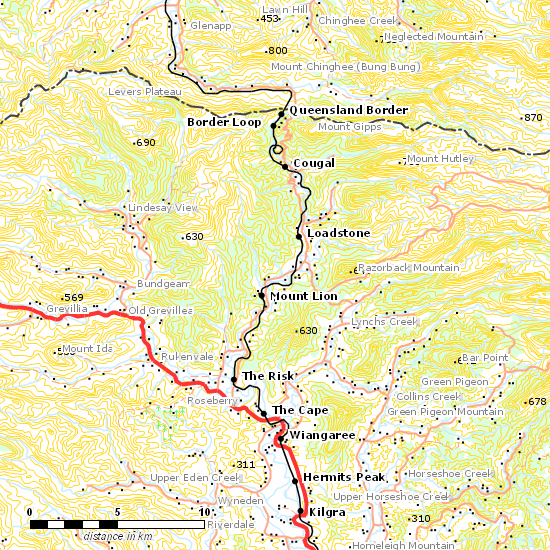 Lawn Hill
Glenapp
453
Chinghee Creek
Neglected Mountain
800
Mount Chinghee (Bung Bung)
Levers Plateau
Queensland Border
Border Loop
Mount Gipps
870
690
Cougal
Mount Hutley
Lindesay View
630
Loadstone
Razorback Mountain
Bundgeam
569
Mount Lion
Grevillia
Old Grevillea
Lynchs Creek
630
Mount Ida
Rukenvale
Bar Point
The Risk
Green Pigeon
Roseberry
Collins Creek
678
The Cape
Green Pigeon Mountain
Wiangaree
311
Upper Eden Creek
Hermits Peak
Horseshoe Creek
Upper Horseshoe Creek
Wyneden
0 5 10
Kilgra
310
Riverdale
distance in km
Homeleigh Mountain